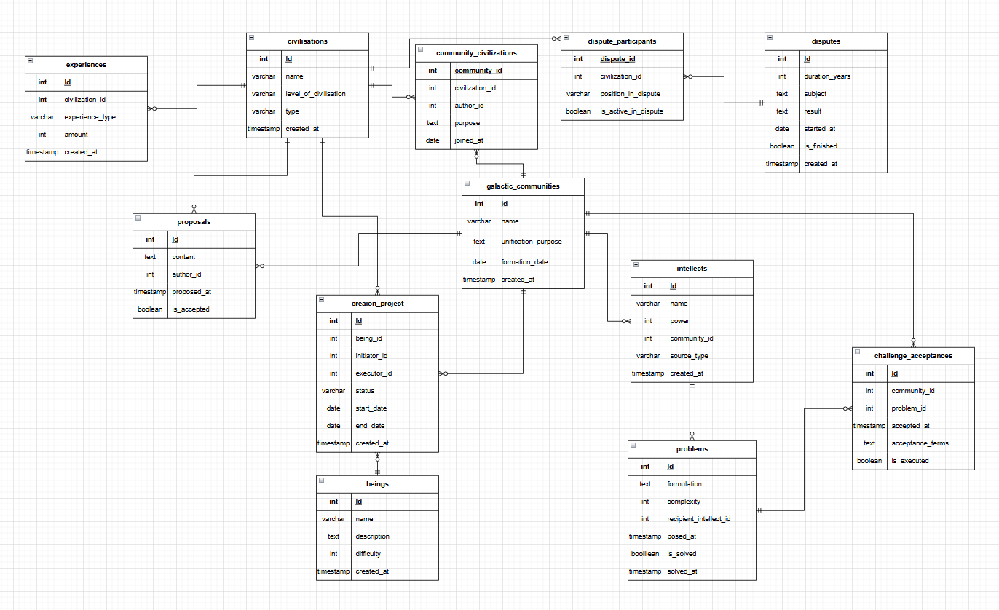 experiences
int Id
int civilization_id
varchar experience_type
int amount
timestamp created_at
civilisations
int Id
varchar name
varchar level_of_civilisation
varchar type
timestamp created_at
community_civilizations
int community_id
int civilization_id
int author_id
text purpose
date joined_at
dispute_participants
int dispute_id
int civilization_id
varchar position_in_dispute
boolean is_active_in_dispute
disputes
int Id
int duration_years
text subject
text result
date started_at
boolean is_finished
timestamp created_at
proposals
int Id
text content
int author_id
timestamp proposed_at
boolean is_accepted
galactic_communities
int Id
varchar name
text unification_purpose
date formation_date
timestamp created_at
creaion_project
int Id
int being_id
int initiator_id
int executor_id
varchar status
date start_date
date end_date
timestamp created_at
intellects
int Id
varchar name
int power
int community_id
varchar source_type
timestamp created_at
challenge_acceptances
int Id
int community_id
int problem_id
timestamp accepted_at
text acceptance_terms
boolean is_executed
beings
int Id
varchar name
text description
int difficulty
timestamp created_at
problems
int Id
text formulation
int complexity
int recipient_intellect_id
timestamp posed_at
boolllean is_solved
timestamp solved_at